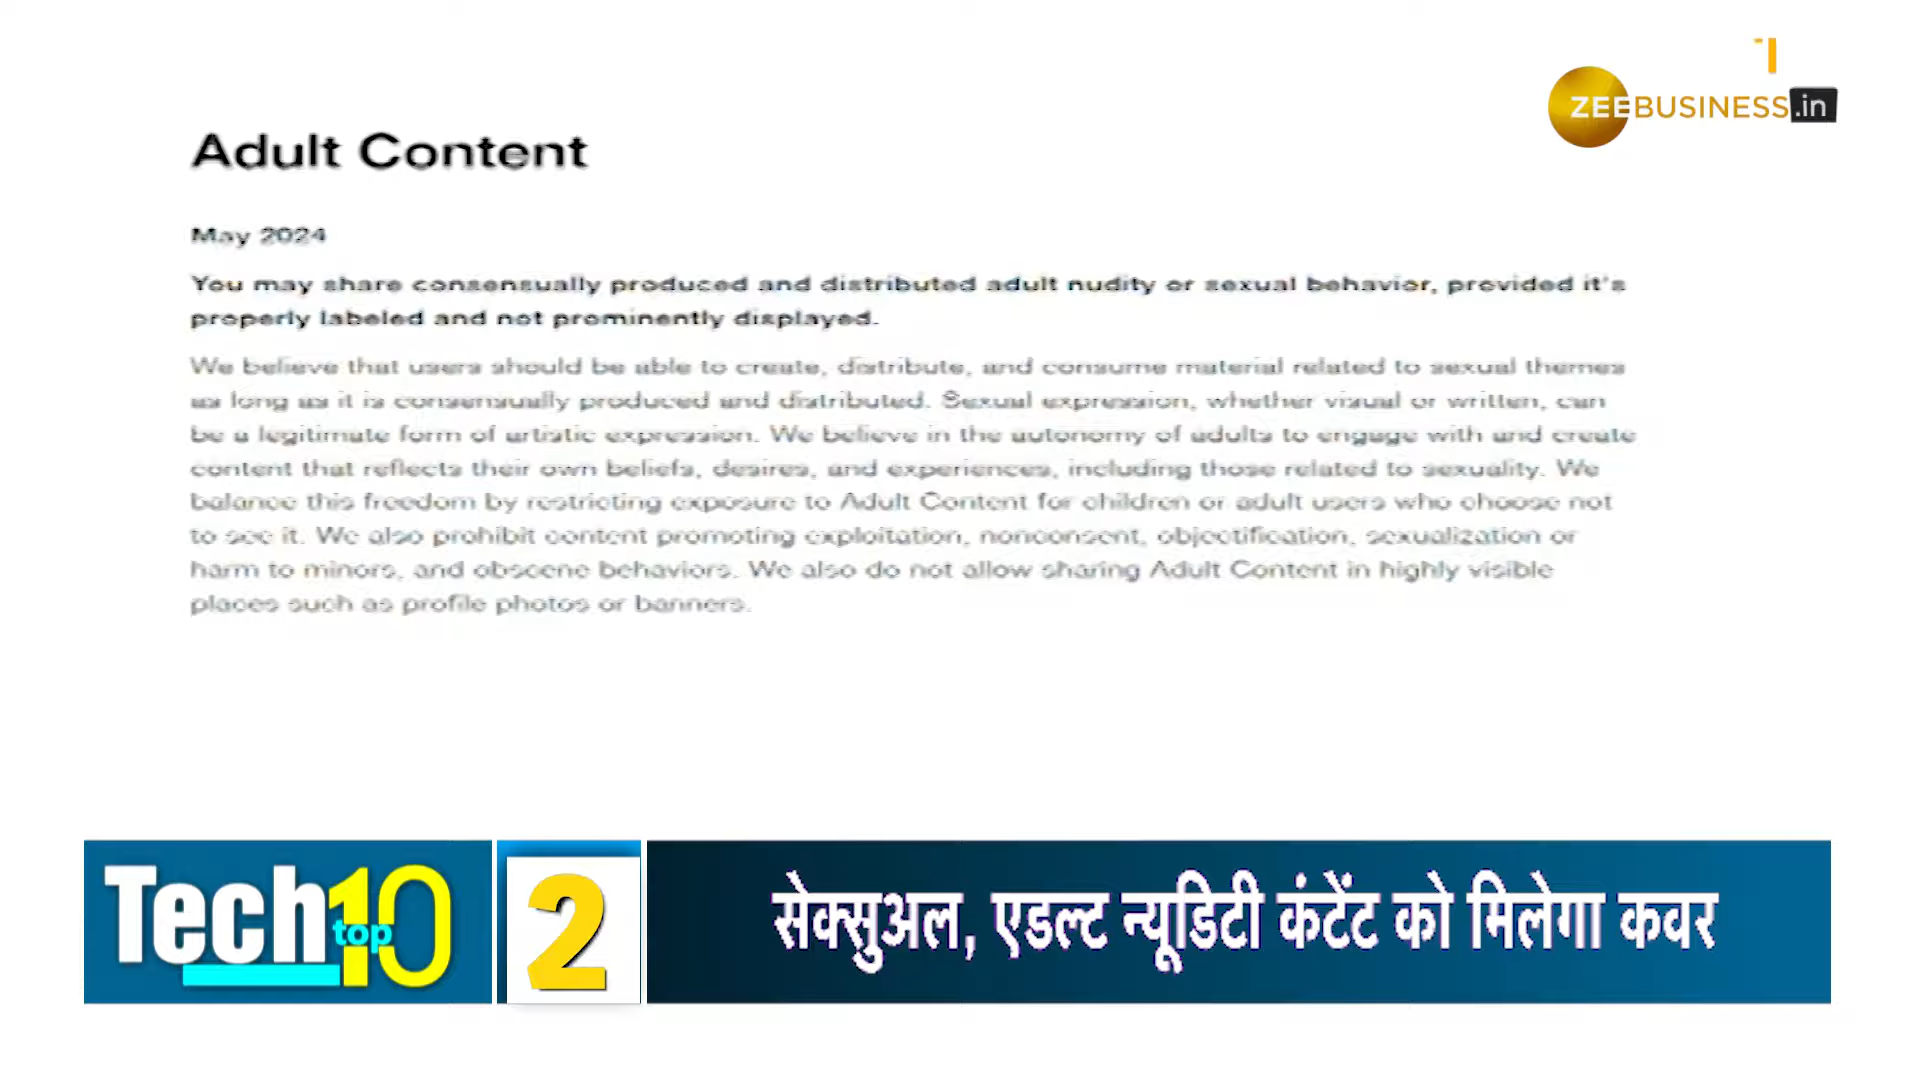 ZEEBUSINESS.in
Adult Content
May 2024
You may share consensually produced and distributed adult nudity or sexual behavior, provided it's
properly labeled and not prominently displayed.
We believe that users should be able to create, distribute, and consume material related to sexual themes
as long as it is consensually produced and distributed. Sexual expression, whether visual or written, can
be a legitimate form of artistic expression. We believe in the autonomy of adults to engage with and create
content that reflects their own beliefs, desires, and experiences, including those related to sexuality. We
balance this freedom by restricting exposure to Adult Content for children or adult users who choose not
to see it. We also prohibit content promoting exploitation, nonconsent, objectification, sexualization or
harm to minors, and obscene behaviors. We also do not allow sharing Adult Content in highly visible
places such as profile photos or banners.
Tech top 10
2
सेक्सुअल, एडल्ट न्यूडिटी कंटेंट को मिलेगा कवर